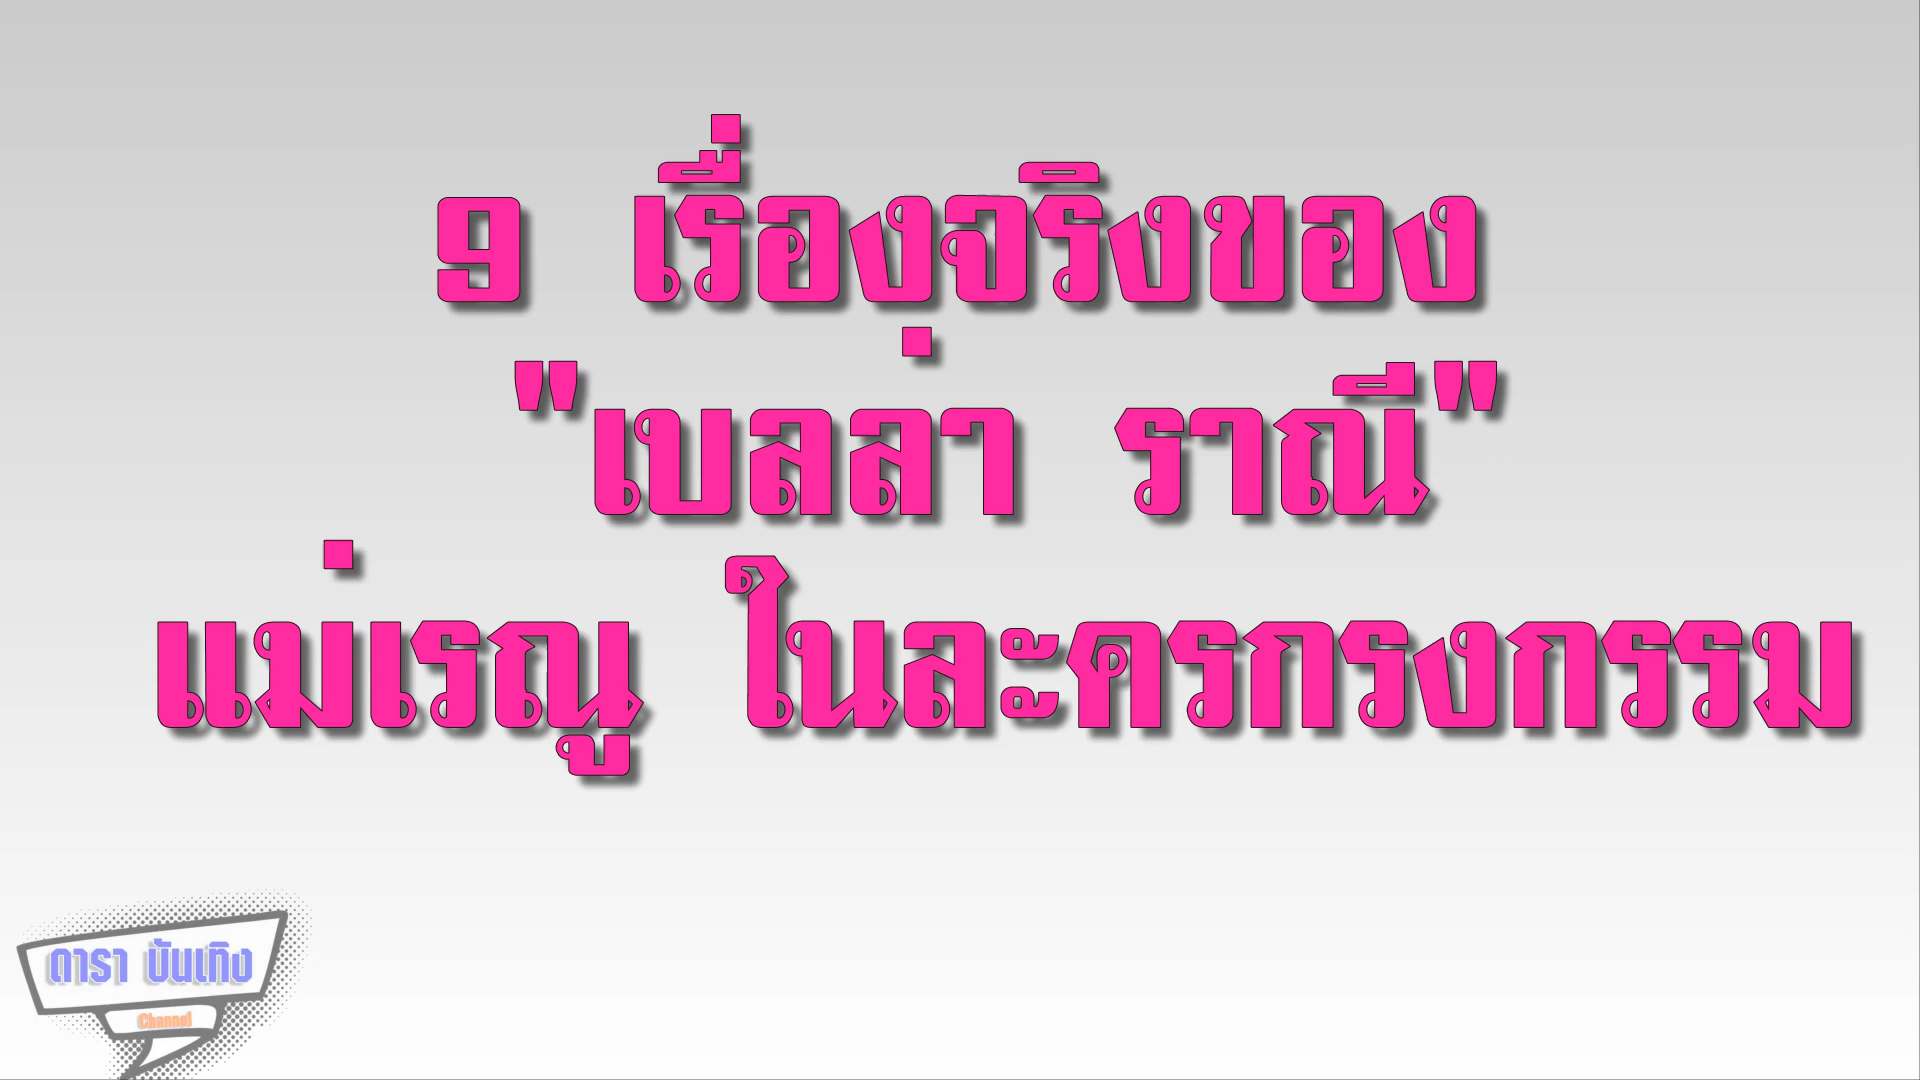 9 เรื่องจริงของ
"เบลล่า ราณี"
แม่เรณู ในละครกรงกรรม
ดารา บันเทิง
Channel